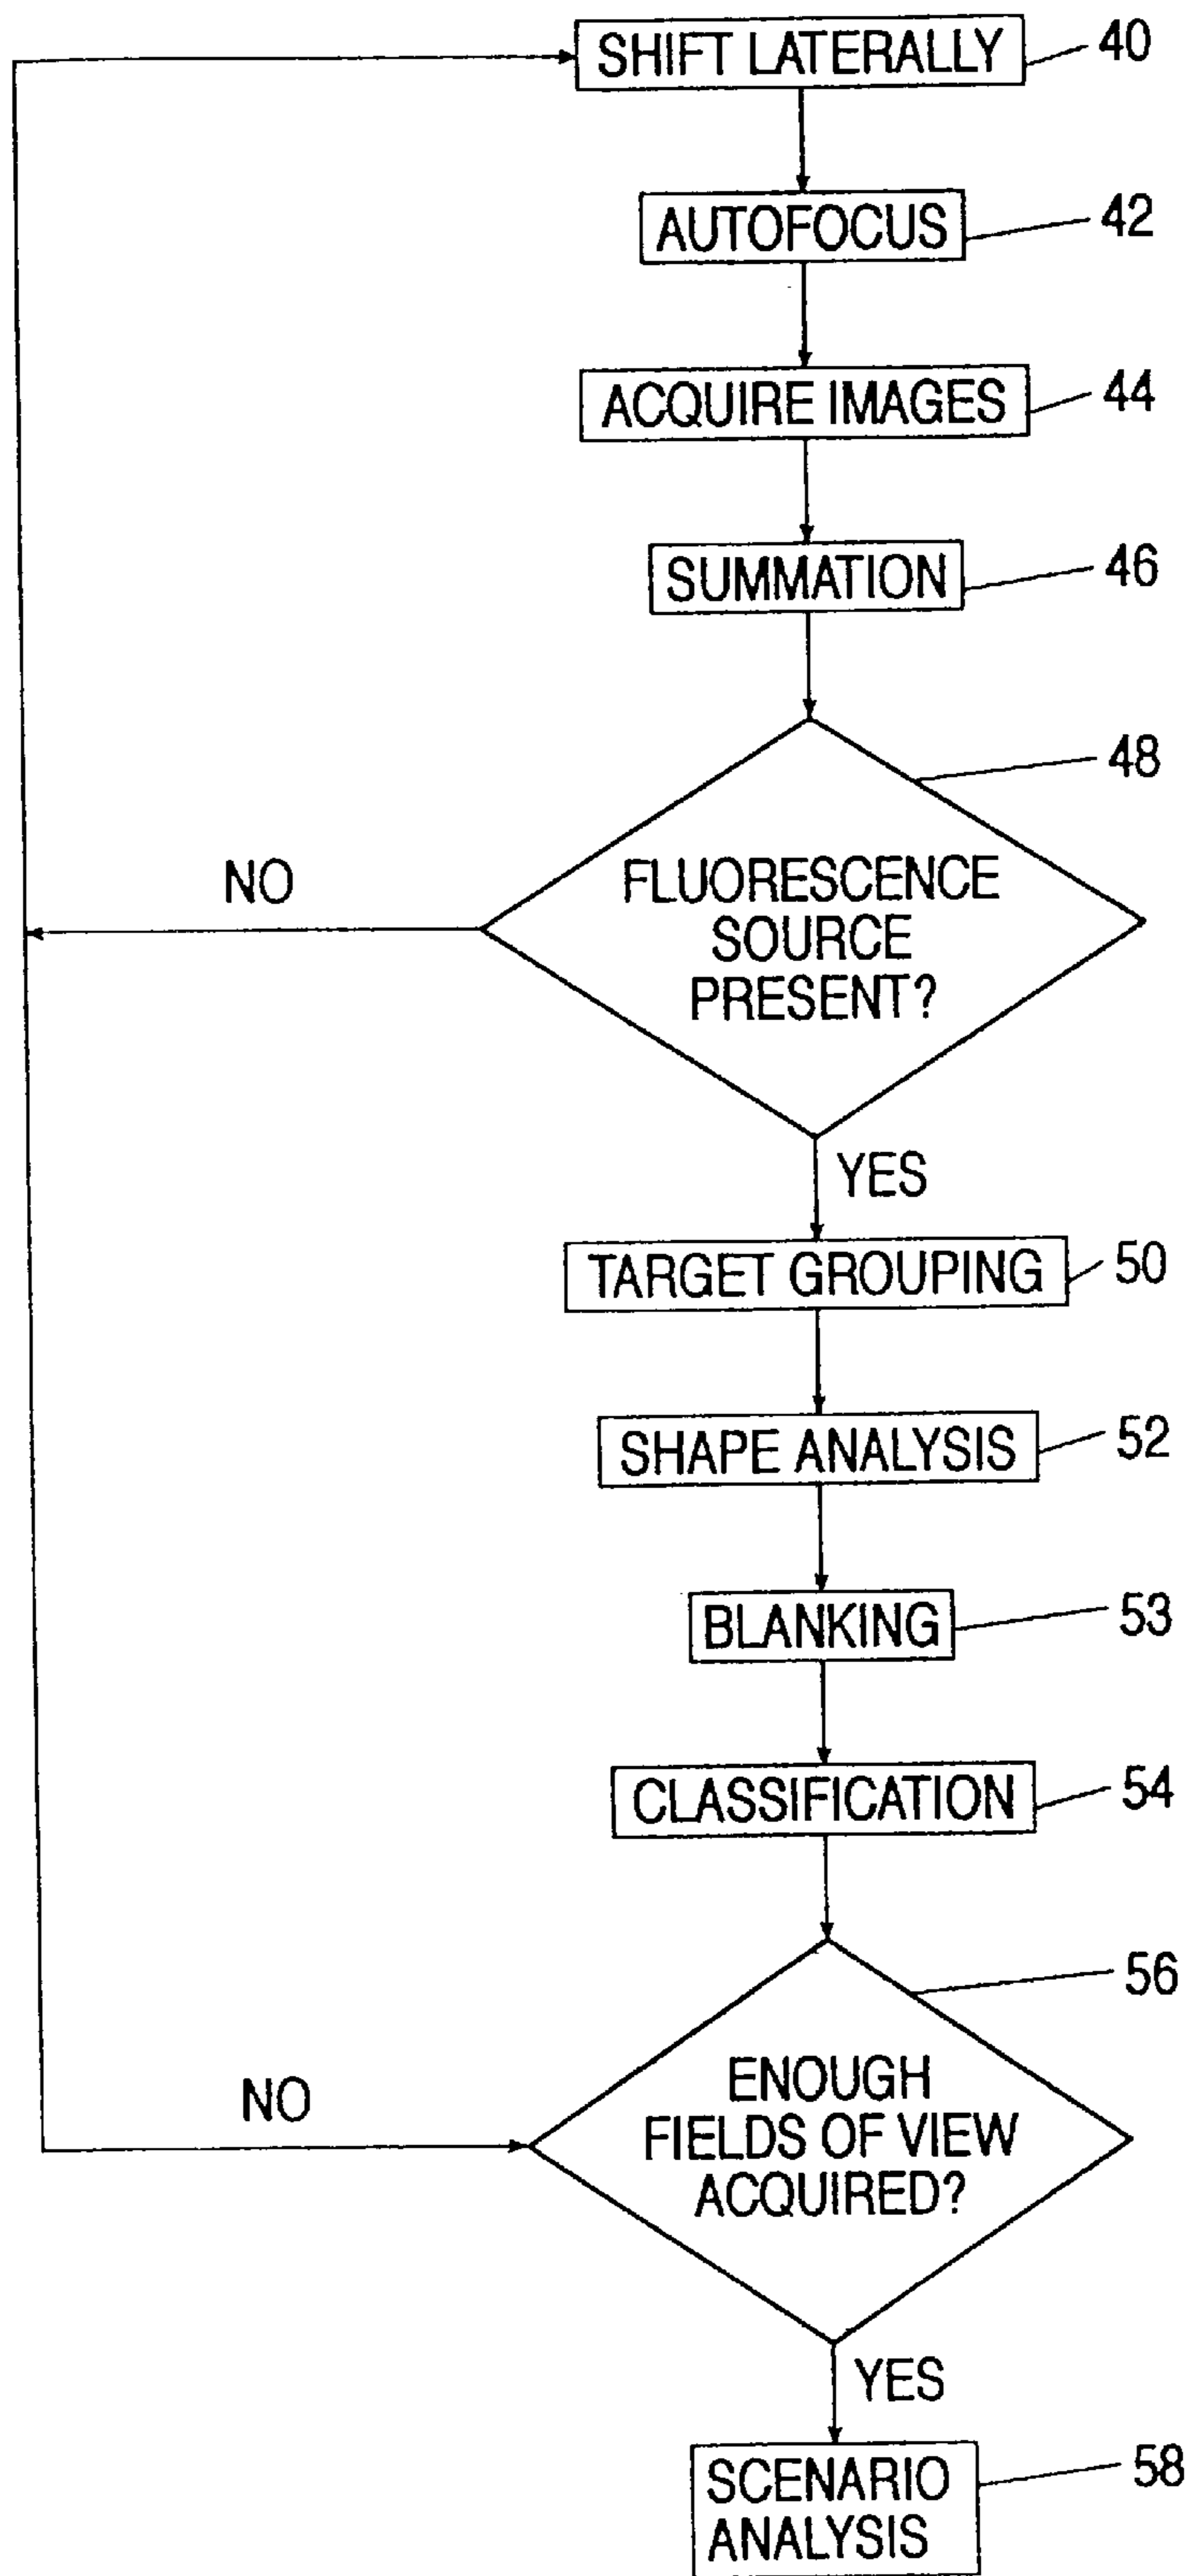 SHIFT LATERALLY
40
AUTOFOCUS
42
ACQUIRE IMAGES
44
SUMMATION
46
48
FLUORESCENCE
SOURCE
PRESENT?
NO
YES
TARGET GROUPING
50
SHAPE ANALYSIS
52
BLANKING
53
CLASSIFICATION
54
56
ENOUGH
FIELDS OF VIEW
ACQUIRED?
NO
YES
SCENARIO
ANALYSIS
58